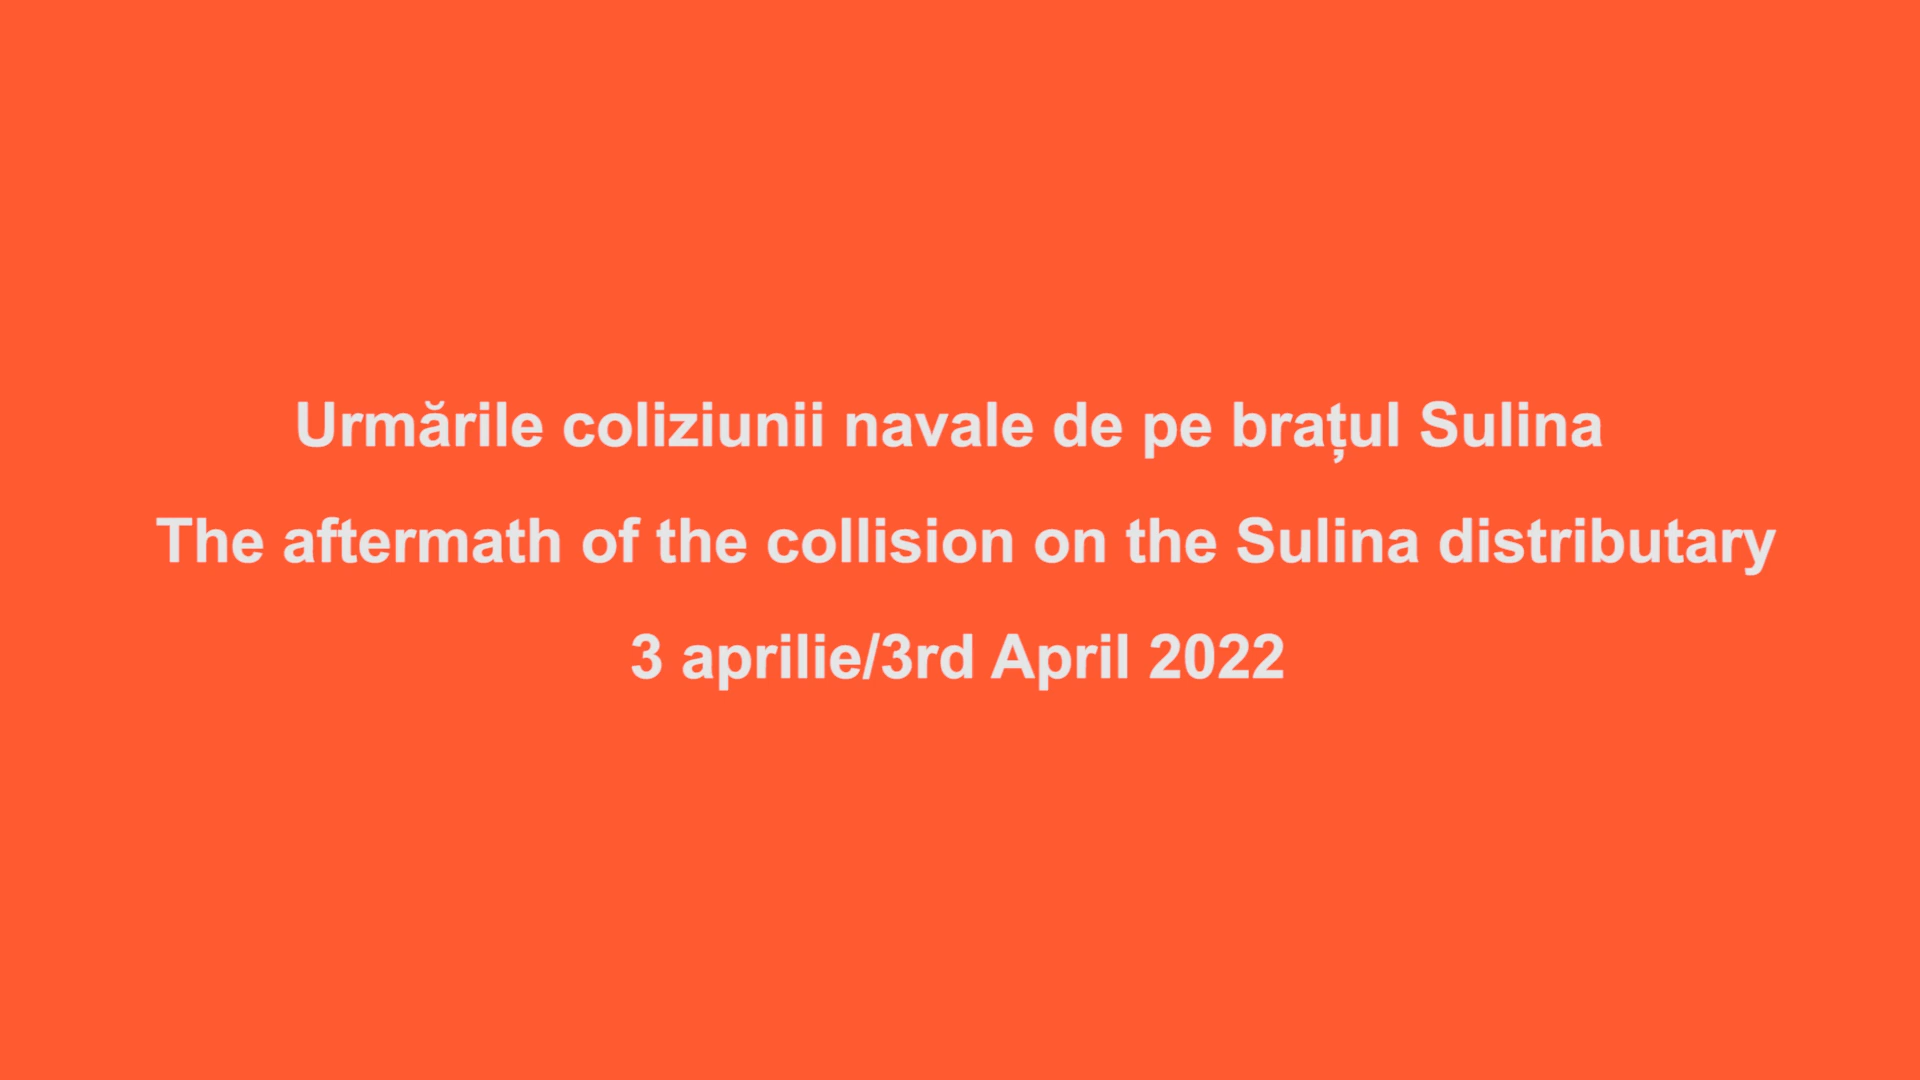 Urmările coliziunii navale de pe brațul Sulina
The aftermath of the collision on the Sulina distributary
3 aprilie/3rd April 2022